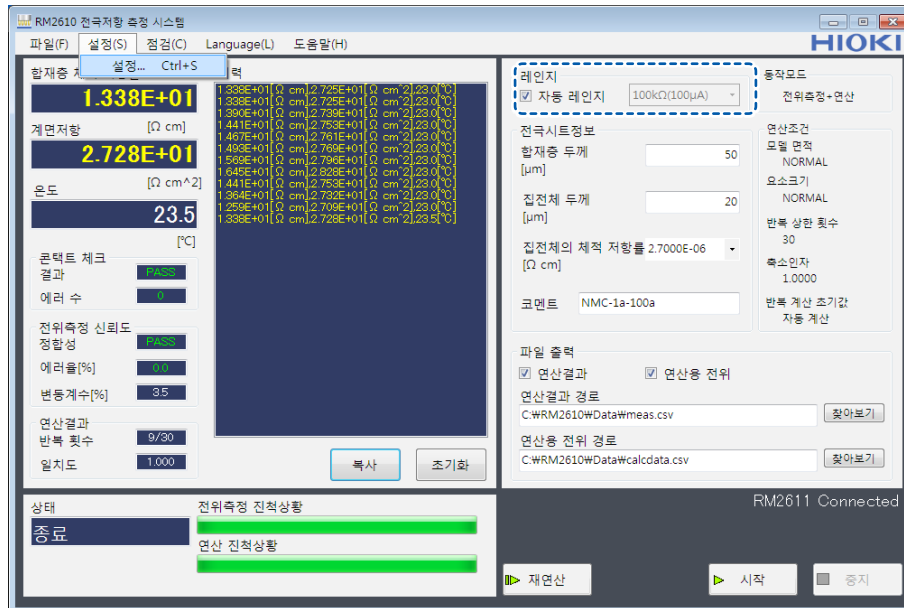 RM2610 전극저항 측정 시스템
파일(F) 설정(S) 점검(C) Language(L) 도움말(H)
HIOKI
설정... Ctrl+S
합재층
1.338E+01
계면저항 [Ω cm]
2.728E+01
온도 [Ω cm^2]
23.5
[℃]
콘택트 체크
결과 PASS
에러 수 0
전위측정 신뢰도
정합성 PASS
에러율[%] 0.0
변동계수[%] 3.5
연산결과
반복 횟수 9/30
일치도 1.000
력
1.338E+01[Ω cm],2.725E+01[Ω cm^2],23.0[℃]
1.338E+01[Ω cm],2.725E+01[Ω cm^2],23.0[℃]
1.390E+01[Ω cm],2.739E+01[Ω cm^2],23.0[℃]
1.441E+01[Ω cm],2.753E+01[Ω cm^2],23.0[℃]
1.467E+01[Ω cm],2.761E+01[Ω cm^2],23.0[℃]
1.493E+01[Ω cm],2.769E+01[Ω cm^2],23.0[℃]
1.569E+01[Ω cm],2.796E+01[Ω cm^2],23.0[℃]
1.645E+01[Ω cm],2.828E+01[Ω cm^2],23.0[℃]
1.441E+01[Ω cm],2.753E+01[Ω cm^2],23.0[℃]
1.364E+01[Ω cm],2.732E+01[Ω cm^2],23.0[℃]
1.259E+01[Ω cm],2.709E+01[Ω cm^2],23.0[℃]
1.338E+01[Ω cm],2.728E+01[Ω cm^2],23.5[℃]
복사 초기화
레인지
자동 레인지 100kΩ(100μA)
전극시트정보
합재층 두께 50
[μm]
집전체 두께 20
[μm]
집전체의 체적 저항률 2.7000E-06
[Ω cm]
코멘트 NMC-1a-100a
동작모드
전위측정+연산
연산조건
모델 면적
NORMAL
요소크기
NORMAL
반복 상한 횟수
30
축소인자
1.0000
반복 계산 초기값
자동 계산
파일 출력
연산결과 연산용 전위
연산결과 경로
C:₩RM2610₩Data₩meas.csv 찾아보기
연산용 전위 경로
C:₩RM2610₩Data₩calcdata.csv 찾아보기
상태
종료
전위측정 진척상황
연산 진척상황
RM2611 Connected
재연산 시작 중지